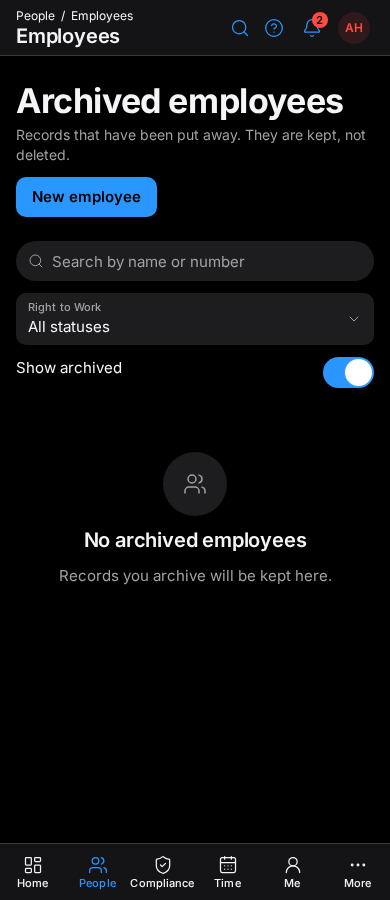 People / Employees
Employees
2
AH
Archived employees
Records that have been put away. They are kept, not
deleted.
New employee
Search by name or number
Right to Work
All statuses
Show archived
No archived employees
Records you archive will be kept here.
Home
People
Compliance
Time
Me
More